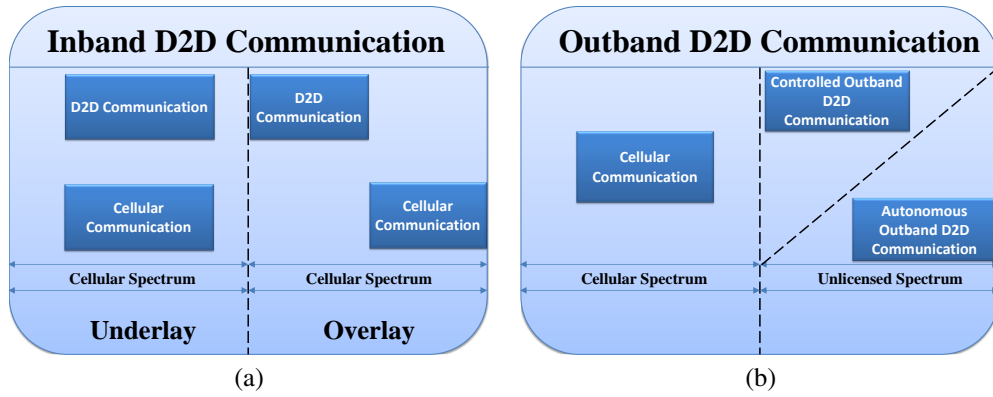 Inband D2D Communication
D2D Communication
D2D
Communication
Cellular
Communication
Cellular
Communication
Cellular Spectrum
Cellular Spectrum
Underlay
Overlay
(a)
Outband D2D Communication
Controlled Outband
D2D
Communication
Cellular
Communication
Autonomous
Outband D2D
Communication
Cellular Spectrum
Unlicensed Spectrum
(b)